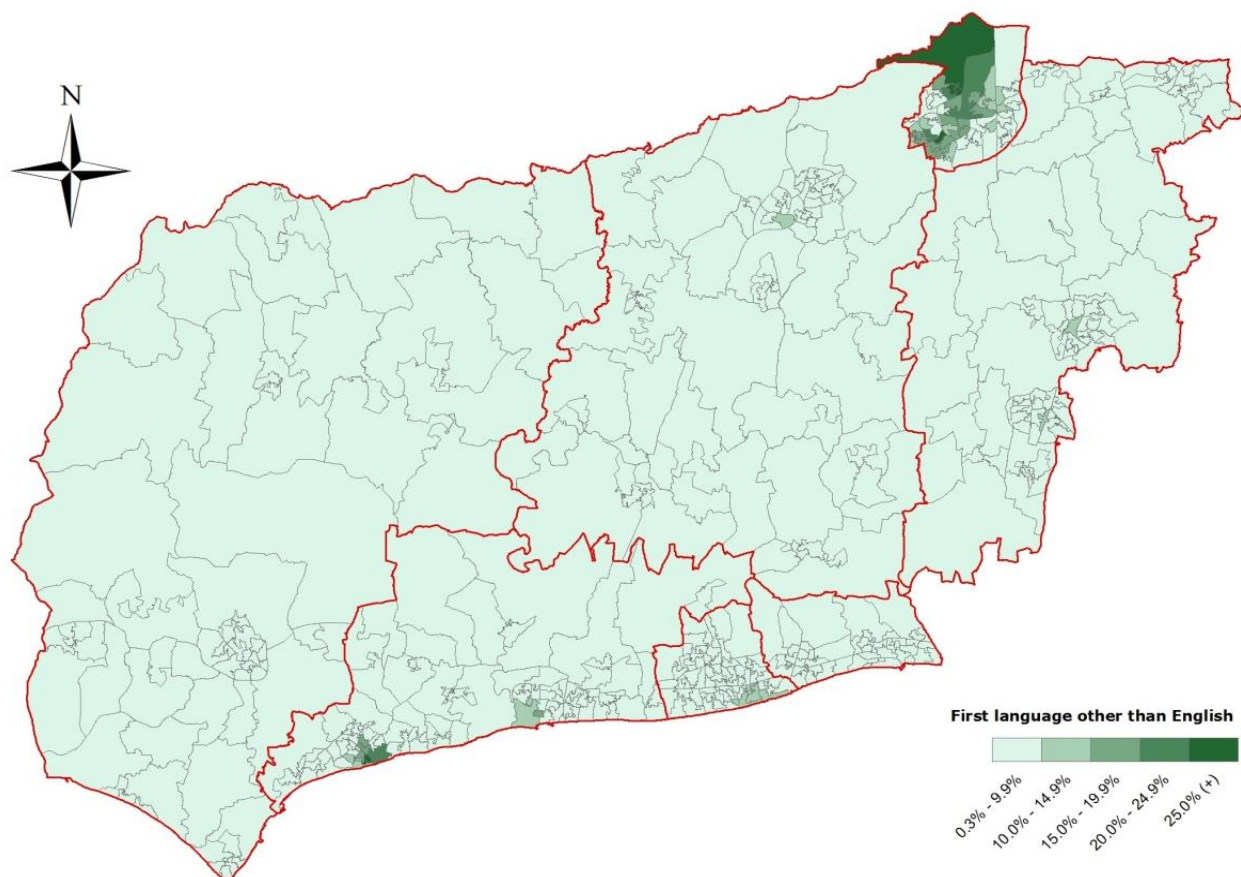 N
First language other than English
0.3% - 9.9%
10.0% - 14.9%
15.0% - 19.9%
20.0% - 24.9%
25.0% (+)